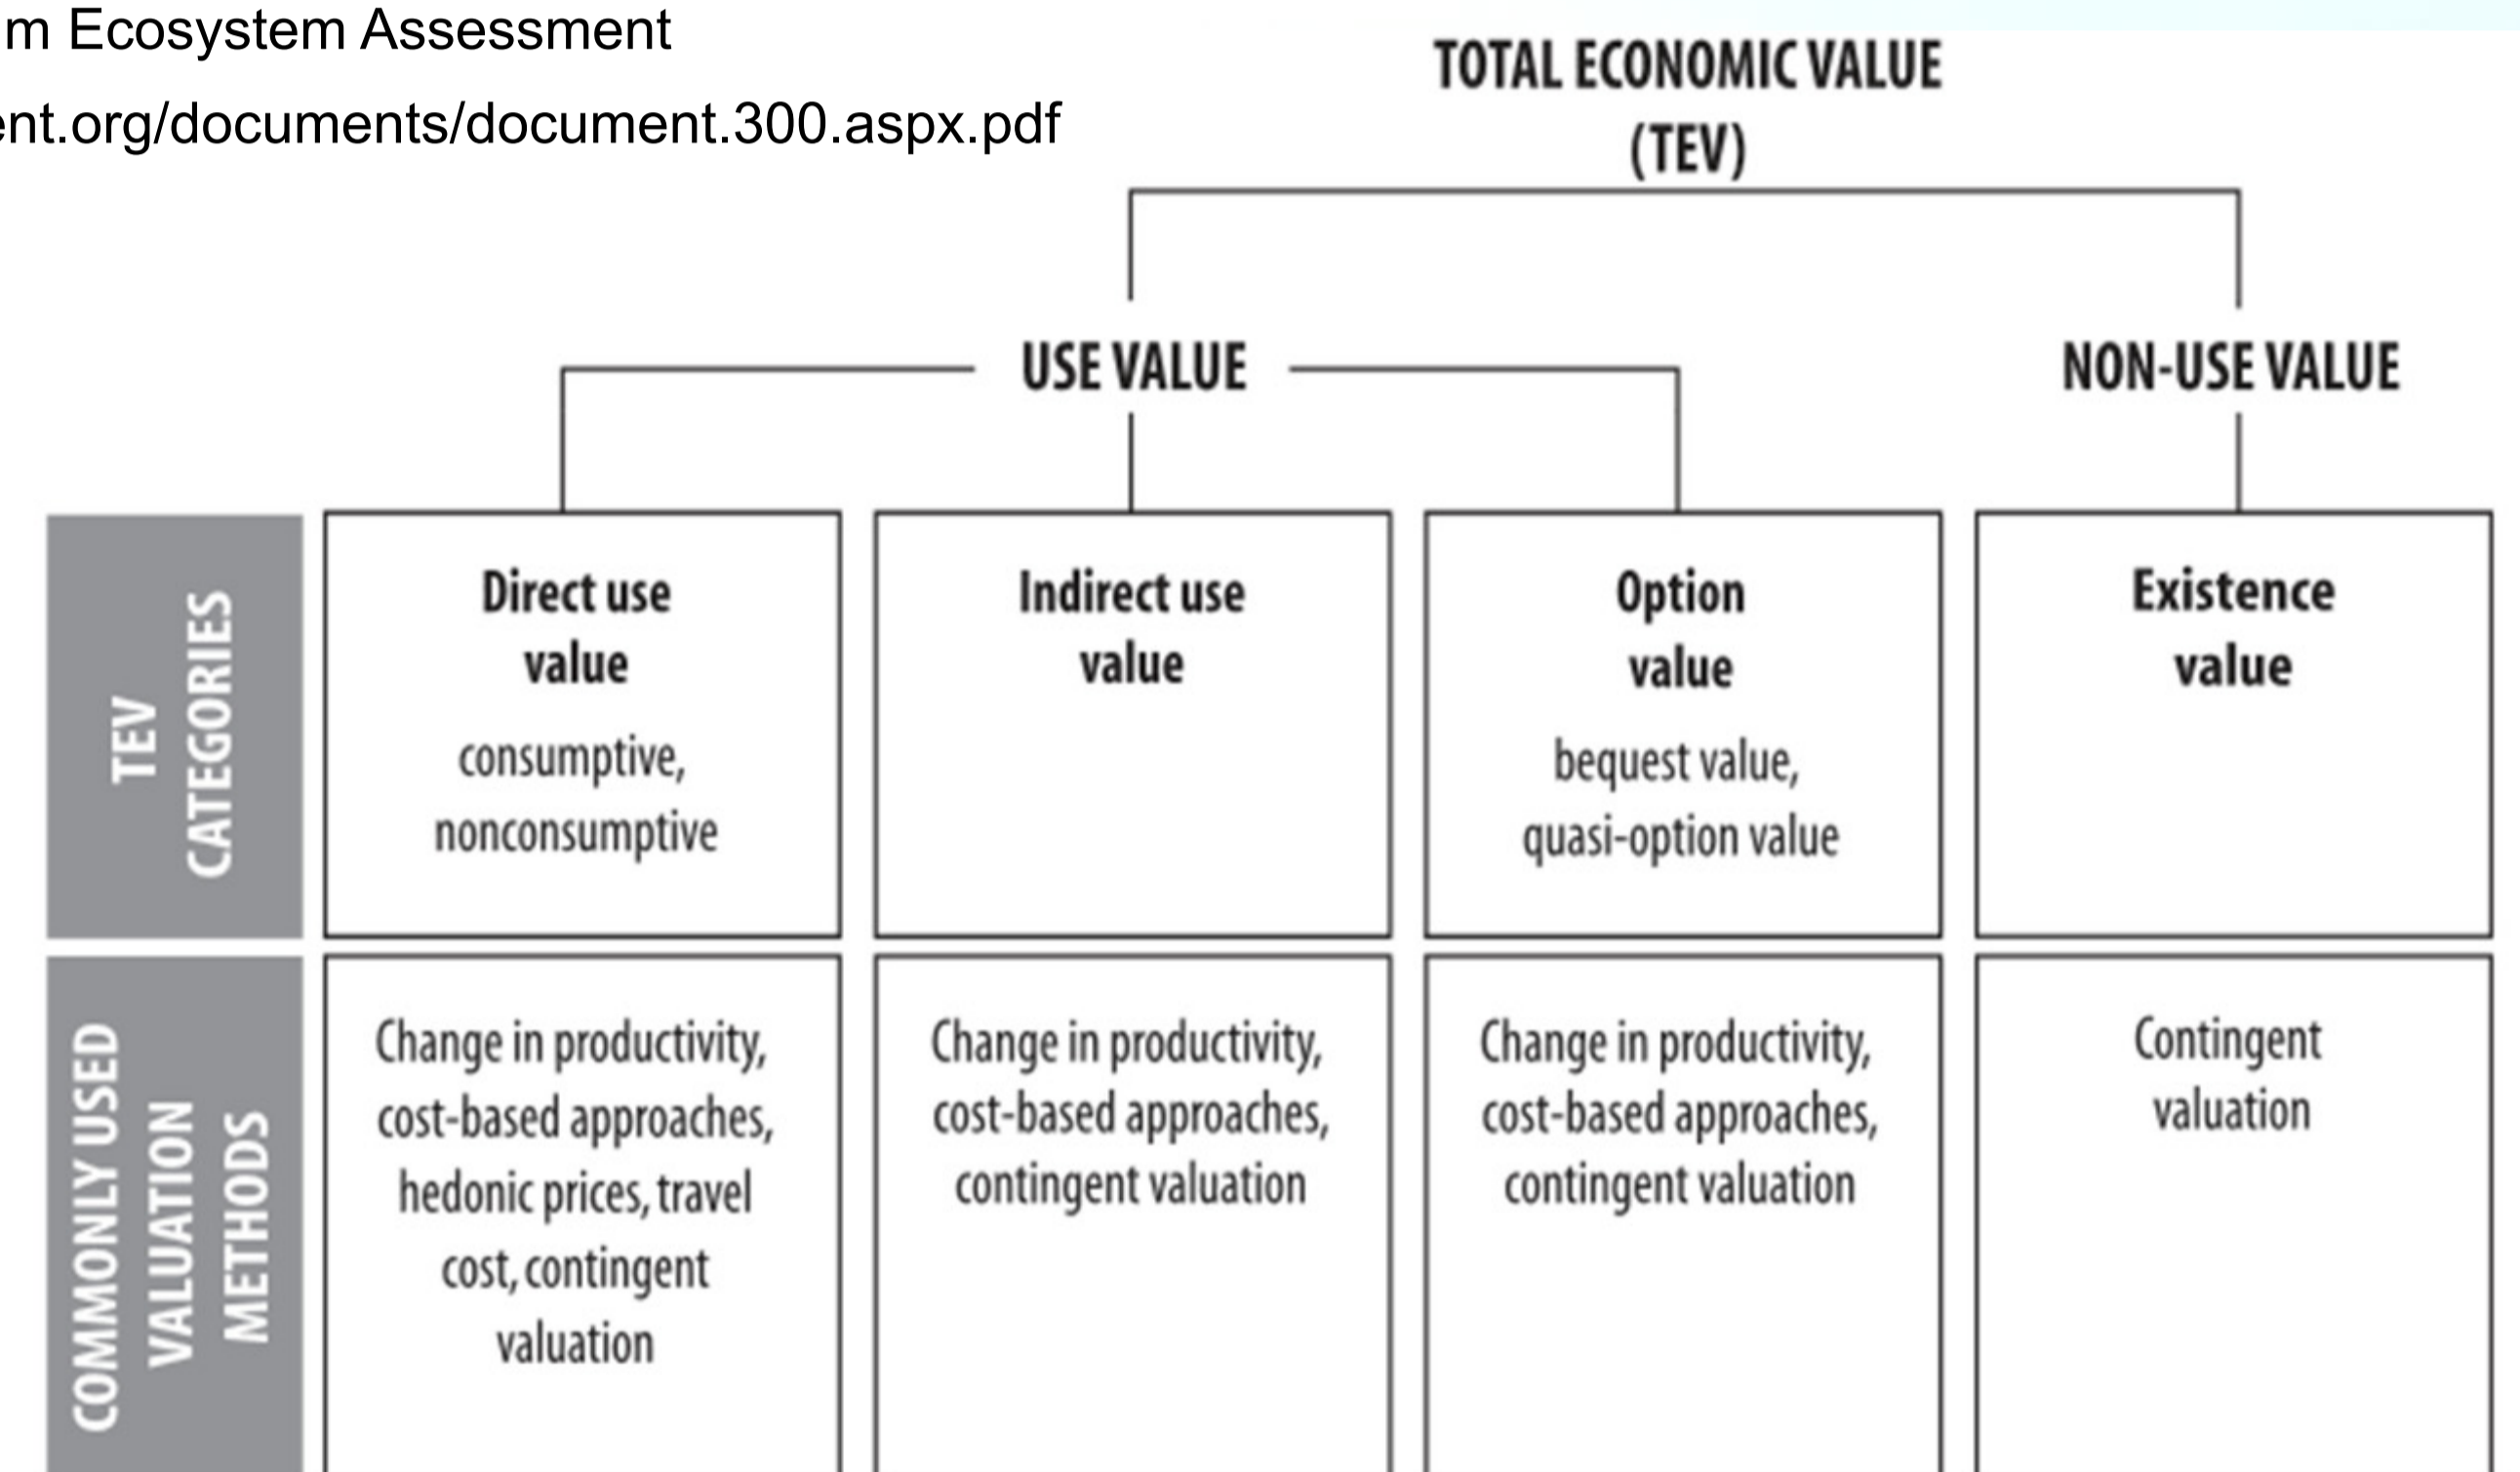 m Ecosystem Assessment
ent.org/documents/document.300.aspx.pdf
TOTAL ECONOMIC VALUE
(TEV)
USE VALUE
NON-USE VALUE
TEV
CATEGORIES
Direct use
value
consumptive,
nonconsumptive
Indirect use
value
Option
value
bequest value,
quasi-option value
Existence
value
COMMONLY USED
VALUATION
METHODS
Change in productivity,
cost-based approaches,
hedonic prices, travel
cost, contingent
valuation
Change in productivity,
cost-based approaches,
contingent valuation
Change in productivity,
cost-based approaches,
contingent valuation
Contingent
valuation